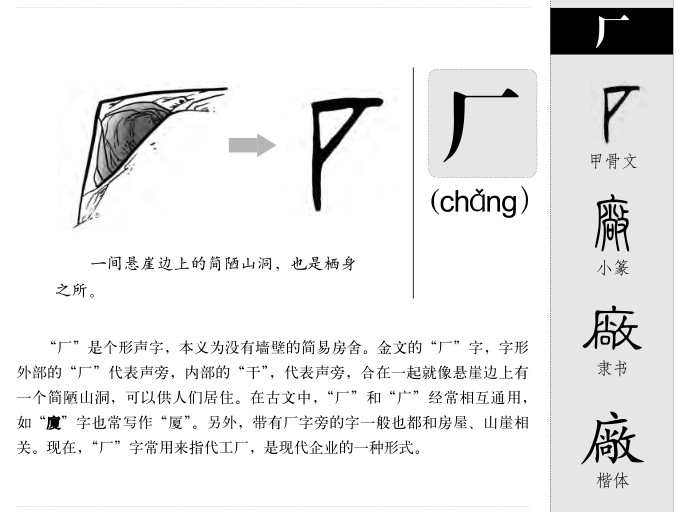 厂
厂
(chǎng)
一间悬崖边上的简陋山洞，也是栖身
之所。
“厂”是个形声字，本义为没有墙壁的简易房舍。金文的“厂”字，字形
外部的“厂”代表声旁，内部的“干”，代表声旁，合在一起就像悬崖边上有
一个简陋山洞，可以供人们居住。在古文中，“厂”和“广”经常相互通用，
如“廈”字也常写作“厦”。另外，带有厂字旁的字一般也都和房屋、山崖相
关。现在，“厂”字常用来指代工厂，是现代企业的一种形式。
甲骨文
廠
小篆
廠
隶书
廠
楷体